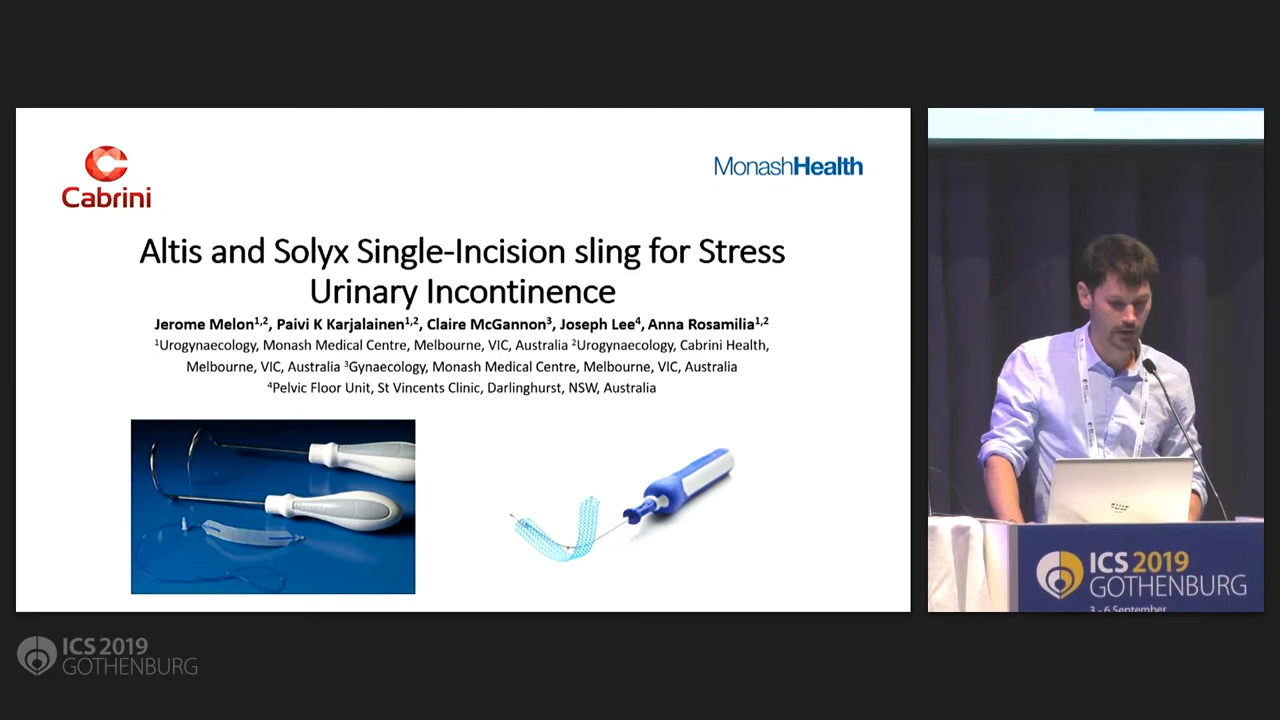 Cabrini
MonashHealth
Altis and Solyx Single-Incision sling for Stress
Urinary Incontinence
Jerome Melon1,2, Paivi K Karjalainen1,2, Claire McGannon3, Joseph Lee4, Anna Rosamilia1,2
1Urogynaecology, Monash Medical Centre, Melbourne, VIC, Australia 2Urogynaecology, Cabrini Health,
Melbourne, VIC, Australia 3Gynaecology, Monash Medical Centre, Melbourne, VIC, Australia
4Pelvic Floor Unit, St Vincents Clinic, Darlinghurst, NSW, Australia
ICS 2019
GOTHENBURG
3 - 6 September
ICS 2019
GOTHENBURG